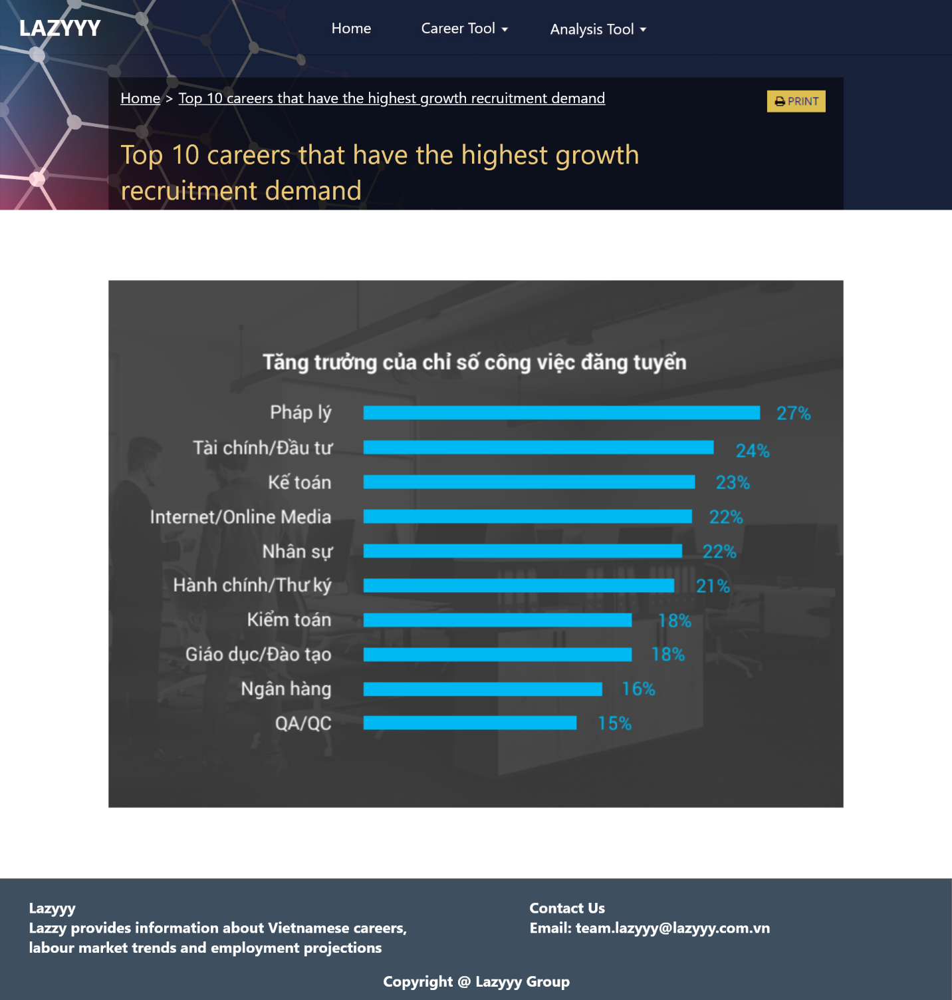 LAZYYY
Home
Career Tool
Analysis Tool
Home > Top 10 careers that have the highest growth recruitment demand
PRINT
Top 10 careers that have the highest growth
recruitment demand
Tăng trưởng của chỉ số công việc đăng tuyển
Pháp lý 27%
Tài chính/Đầu tư 24%
Kế toán 23%
Internet/Online Media 22%
Nhân sự 22%
Hành chính/Thư ký 21%
Kiểm toán 18%
Giáo dục/Đào tạo 18%
Ngân hàng 16%
QA/QC 15%
Lazyyy
Lazzy provides information about Vietnamese careers,
labour market trends and employment projections
Contact Us
Email: team.lazyyy@lazyyy.com.vn
Copyright @ Lazyyy Group